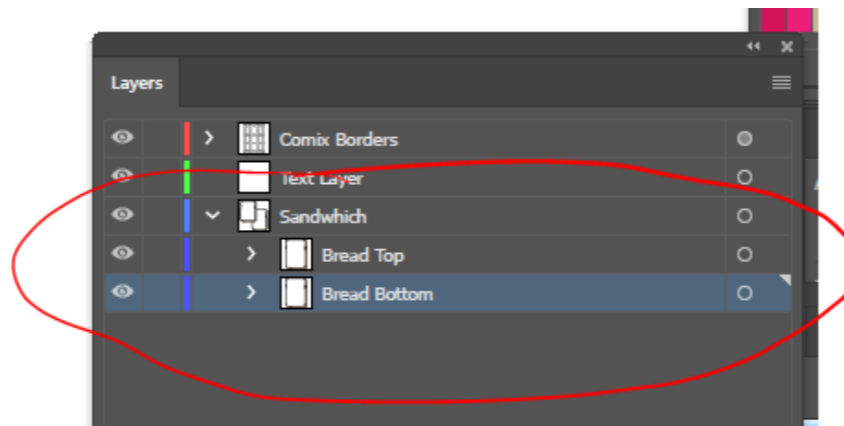 Layers
Comix Borders
Text Layer
Sandwhich
Bread Top
Bread Bottom